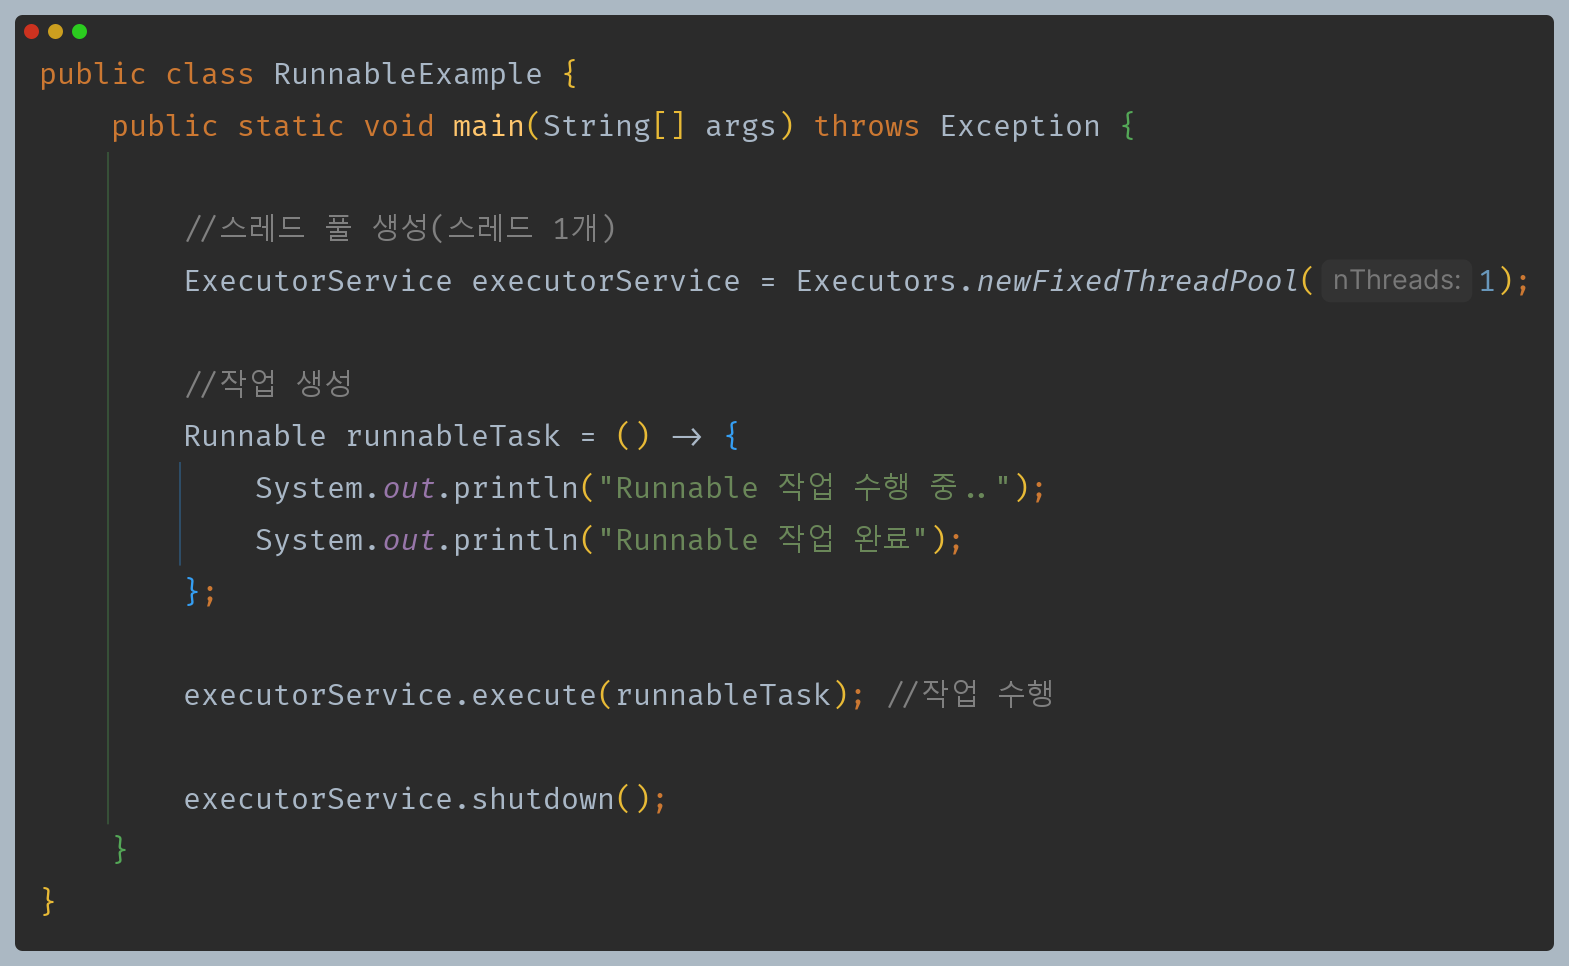 public class RunnableExample {
    public static void main(String[] args) throws Exception {
        //스레드 풀 생성(스레드 1개)
        ExecutorService executorService = Executors.newFixedThreadPool( nThreads: 1);
        //작업 생성
        Runnable runnableTask = () -> {
            System.out.println("Runnable 작업 수행 중..");
            System.out.println("Runnable 작업 완료");
        };
        executorService.execute(runnableTask); //작업 수행
        executorService.shutdown();
    }
}